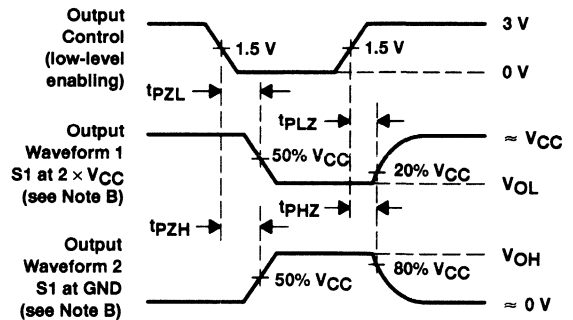 Output
Control
(low-level
enabling)
3 V
1.5 V
1.5 V
0 V
tPZL
tPLZ
Output
Waveform 1
S1 at 2 × VCC
(see Note B)
≈ VCC
50% VCC
20% VCC
VOL
tPZH
tPHZ
Output
Waveform 2
S1 at GND
(see Note B)
VOH
50% VCC
80% VCC
≈ 0 V